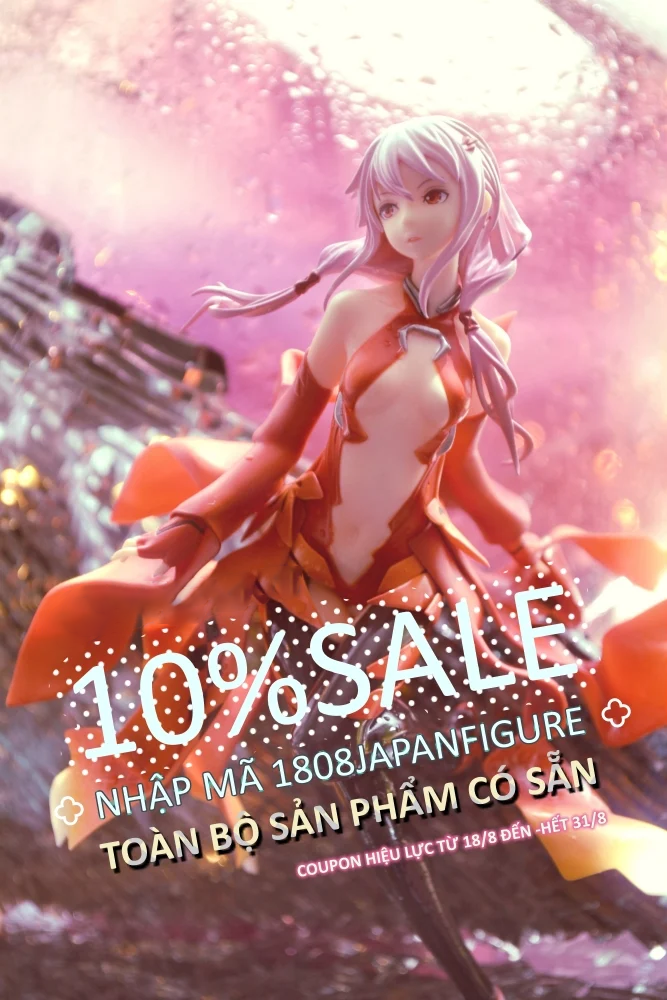 10%SALE
NHẬP MÃ 1808JAPANFIGURE
TOÀN BỘ SẢN PHẨM CÓ SẴN
COUPON HIỆU LỰC TỪ 18/8 ĐẾN -HẾT 31/8